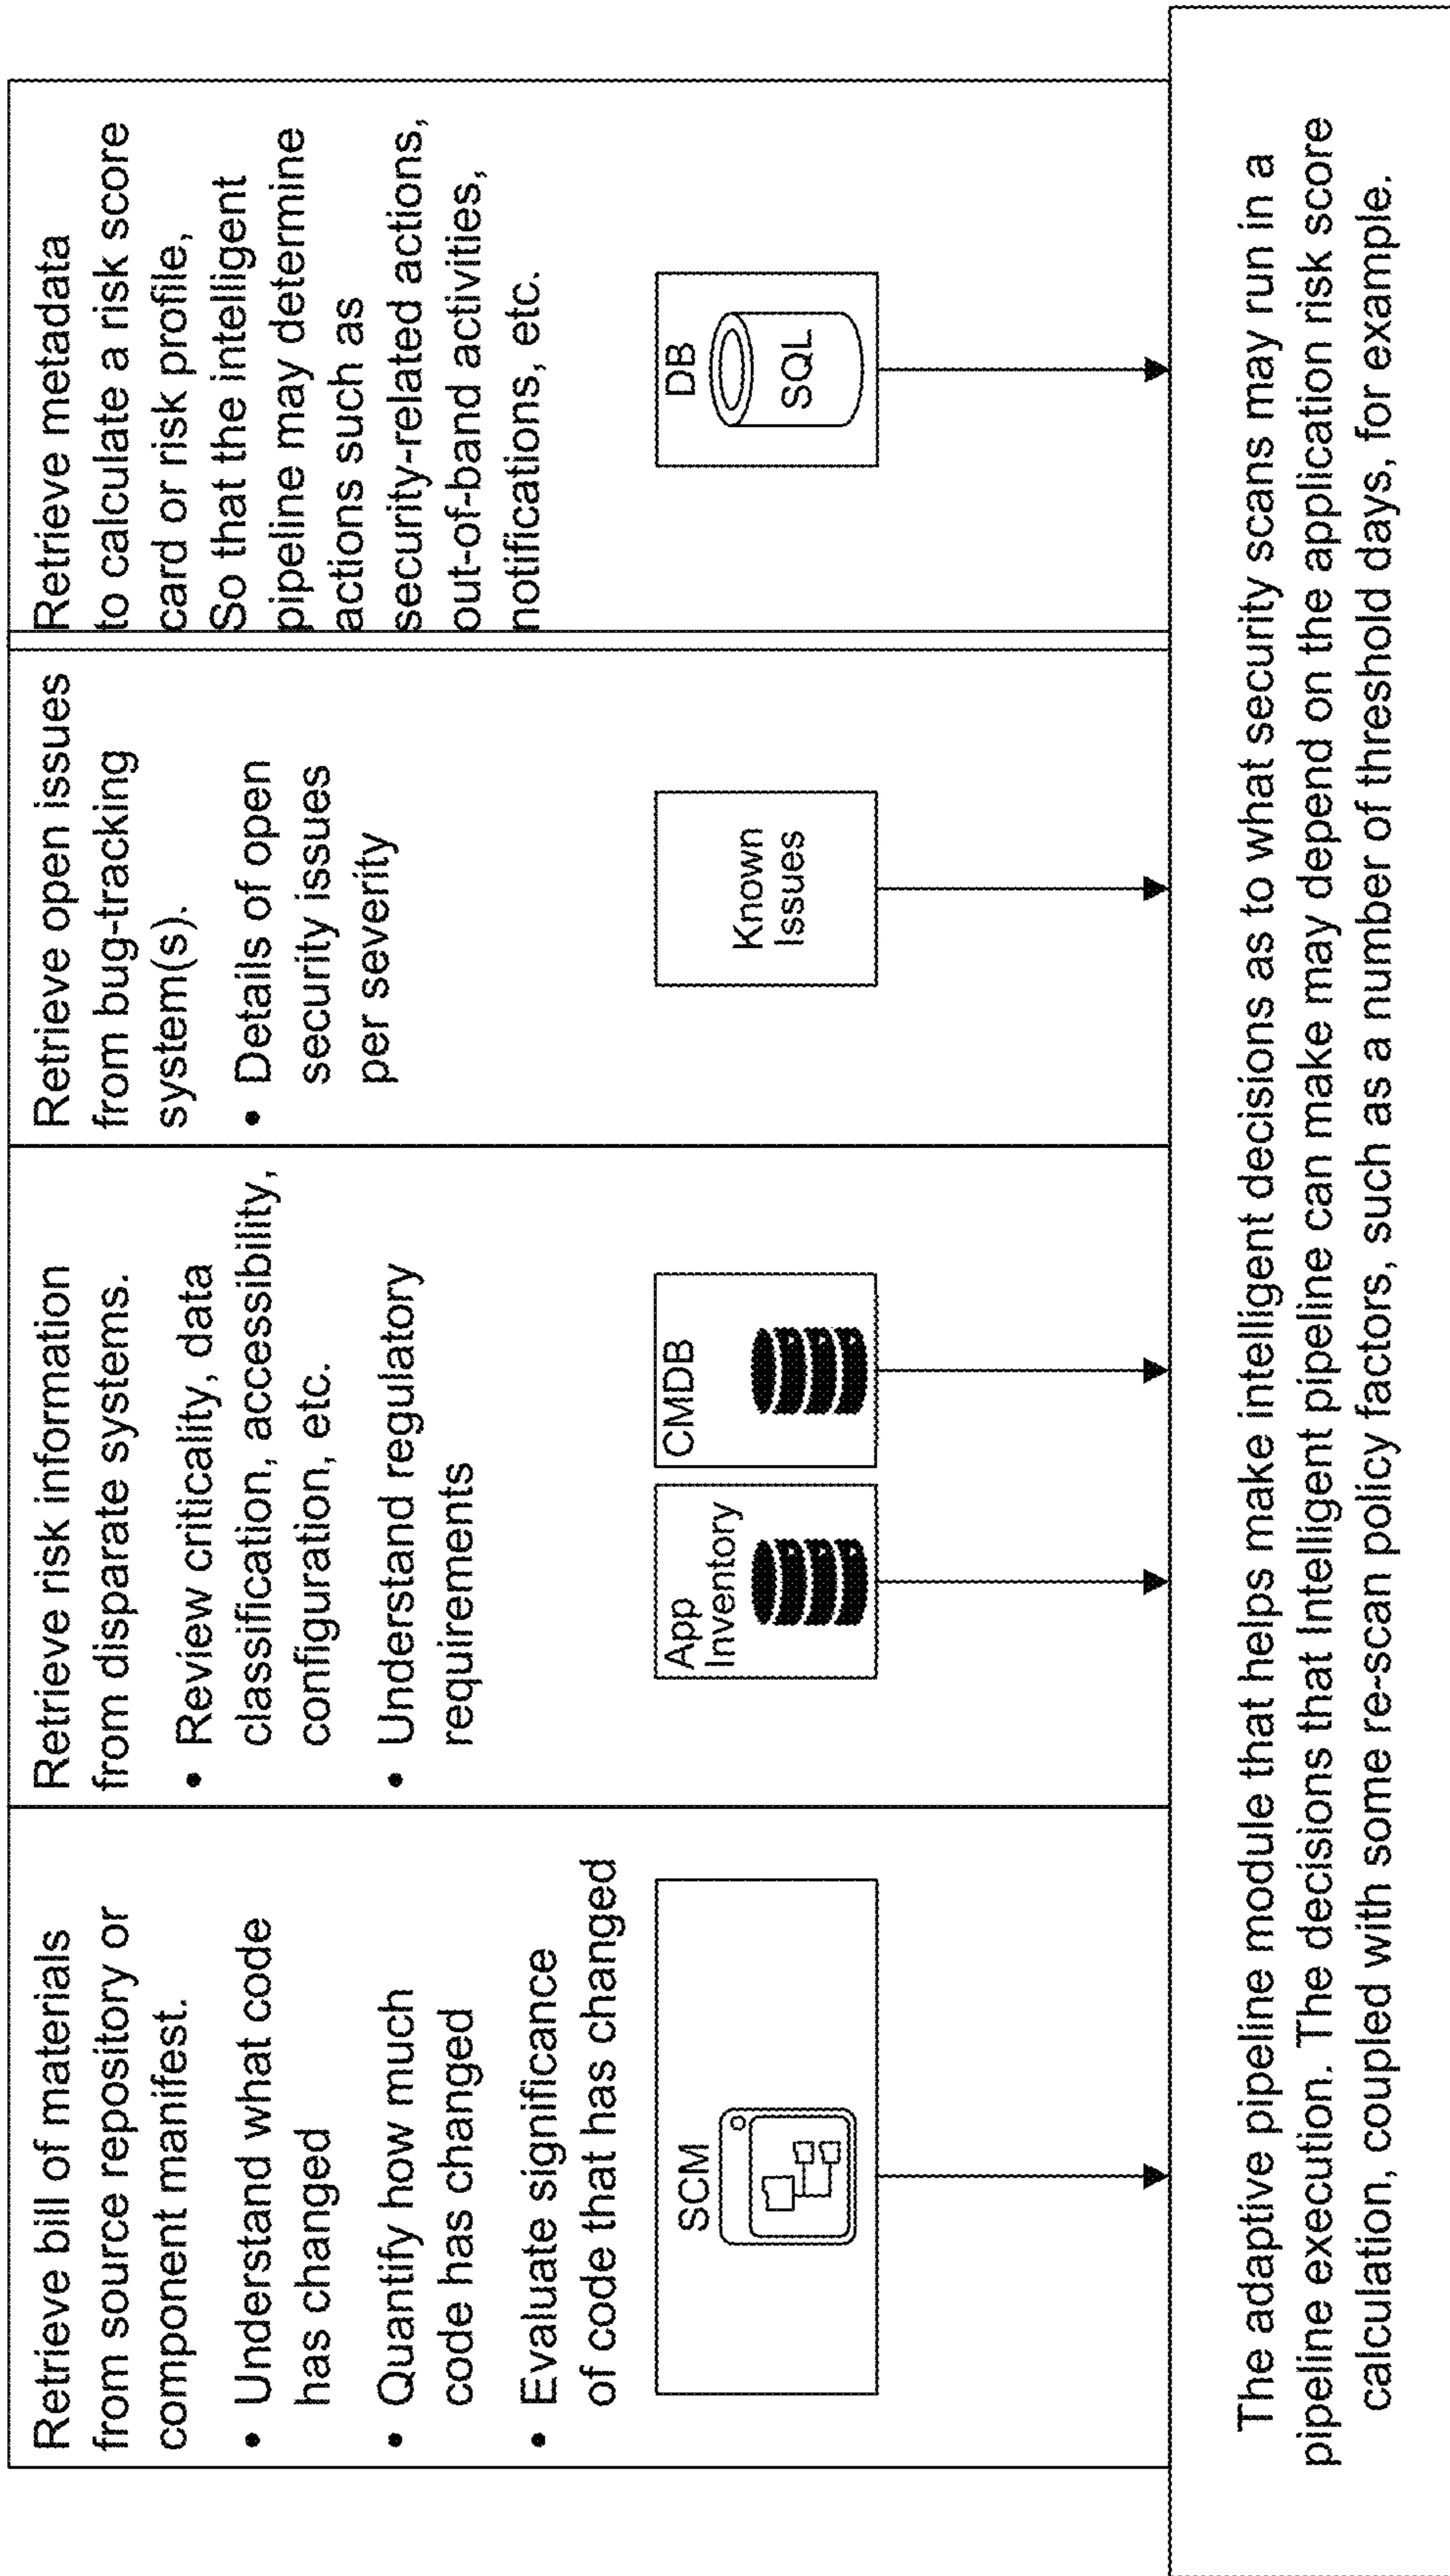 Retrieve bill of materials
from source repository or
component manifest.
• Understand what code
has changed
• Quantify how much
code has changed
• Evaluate significance
of code that has changed
SCM
Retrieve risk information
from disparate systems.
• Review criticality, data
classification, accessibility,
configuration, etc.
• Understand regulatory
requirements
App
Inventory
CMDB
Retrieve open issues
from bug-tracking
system(s).
• Details of open
security issues
per severity
Known
Issues
Retrieve metadata
to calculate a risk score
card or risk profile,
So that the intelligent
pipeline may determine
actions such as
security-related actions,
out-of-band activities,
notifications, etc.
DB
SQL
The adaptive pipeline module that helps make intelligent decisions as to what security scans may run in a
pipeline execution. The decisions that Intelligent pipeline can make may depend on the application risk score
calculation, coupled with some re-scan policy factors, such as a number of threshold days, for example.